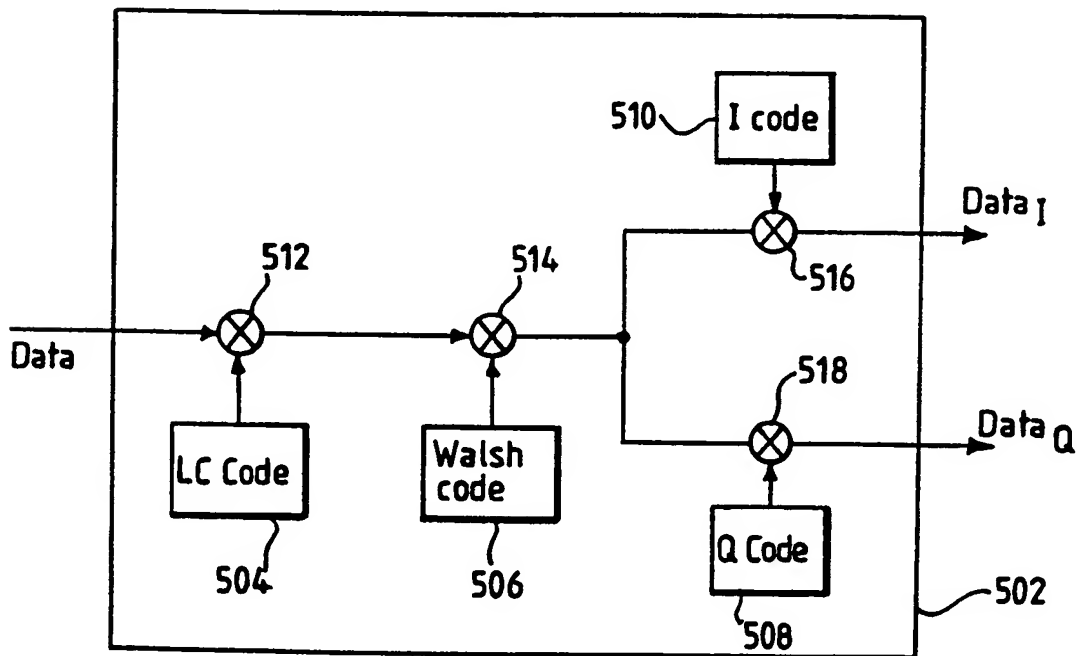 510
I code
Data I
516
512
514
Data
LC Code
Walsh
code
518
Data Q
Q Code
504
506
508
502